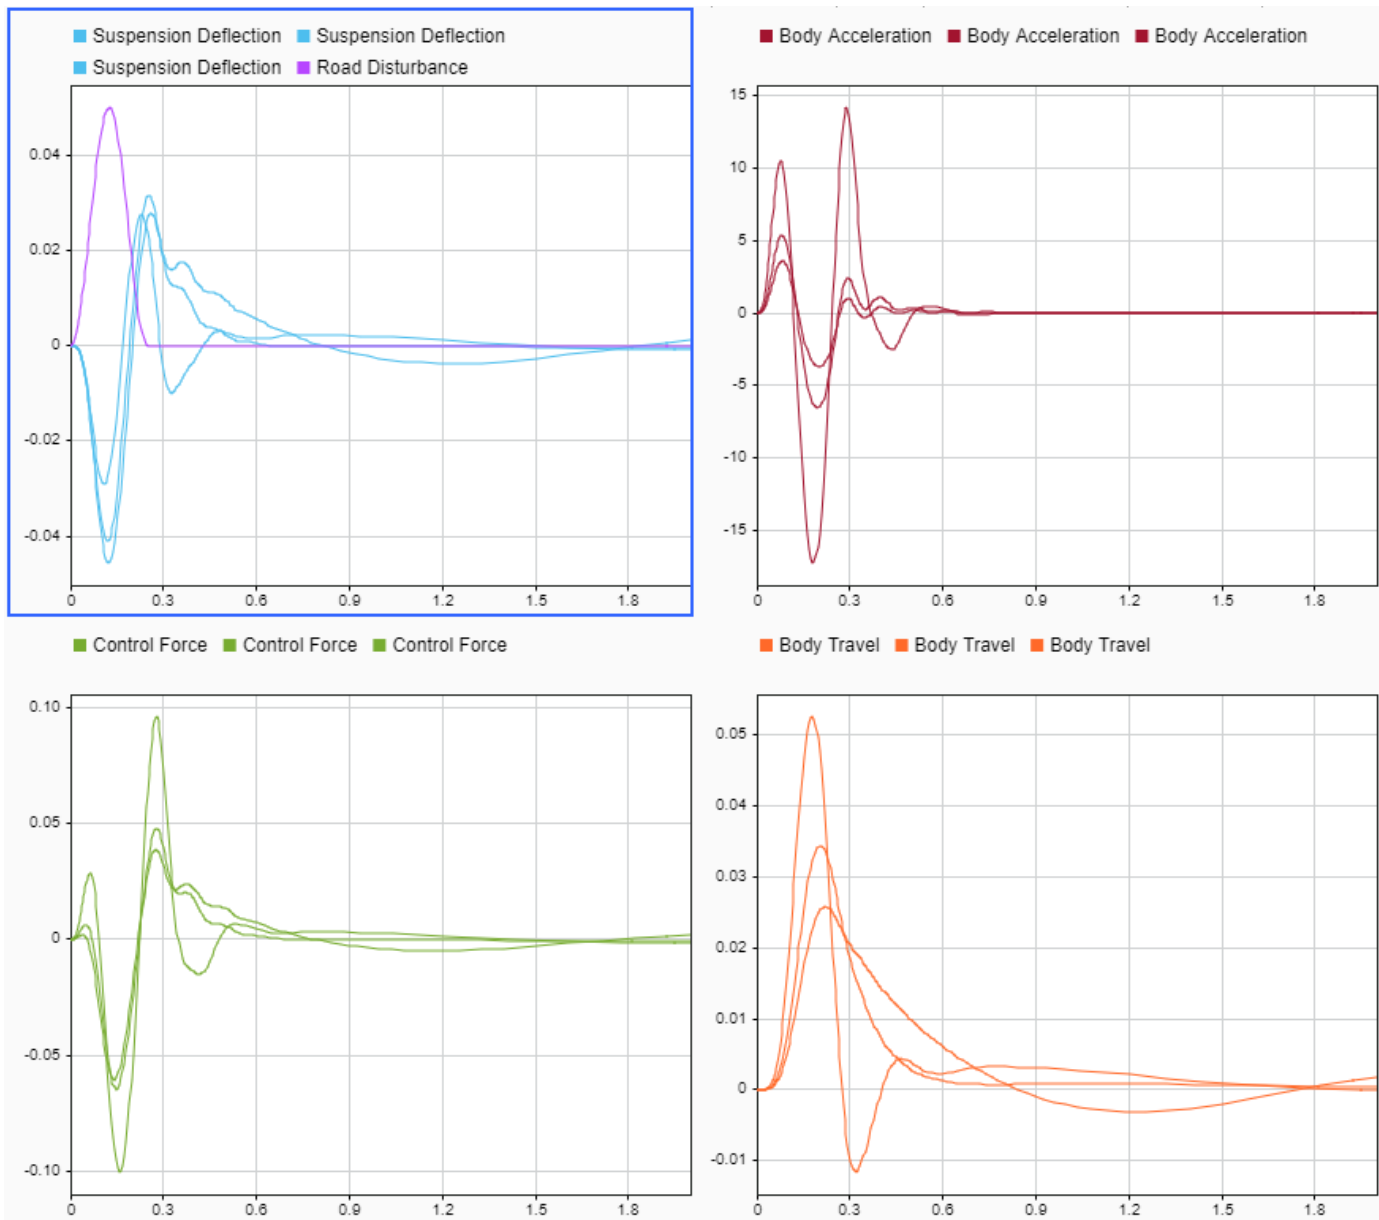 Suspension Deflection Suspension Deflection
Suspension Deflection Road Disturbance
0.04
0.02
0
-0.02
-0.04
0 0.3 0.6 0.9 1.2 1.5 1.8
Body Acceleration Body Acceleration Body Acceleration
15
10
5
0
-5
-10
-15
0 0.3 0.6 0.9 1.2 1.5 1.8
Control Force Control Force Control Force
0.10
0.05
0
-0.05
-0.10
0 0.3 0.6 0.9 1.2 1.5 1.8
Body Travel Body Travel Body Travel
0.05
0.04
0.03
0.02
0.01
0
-0.01
0 0.3 0.6 0.9 1.2 1.5 1.8